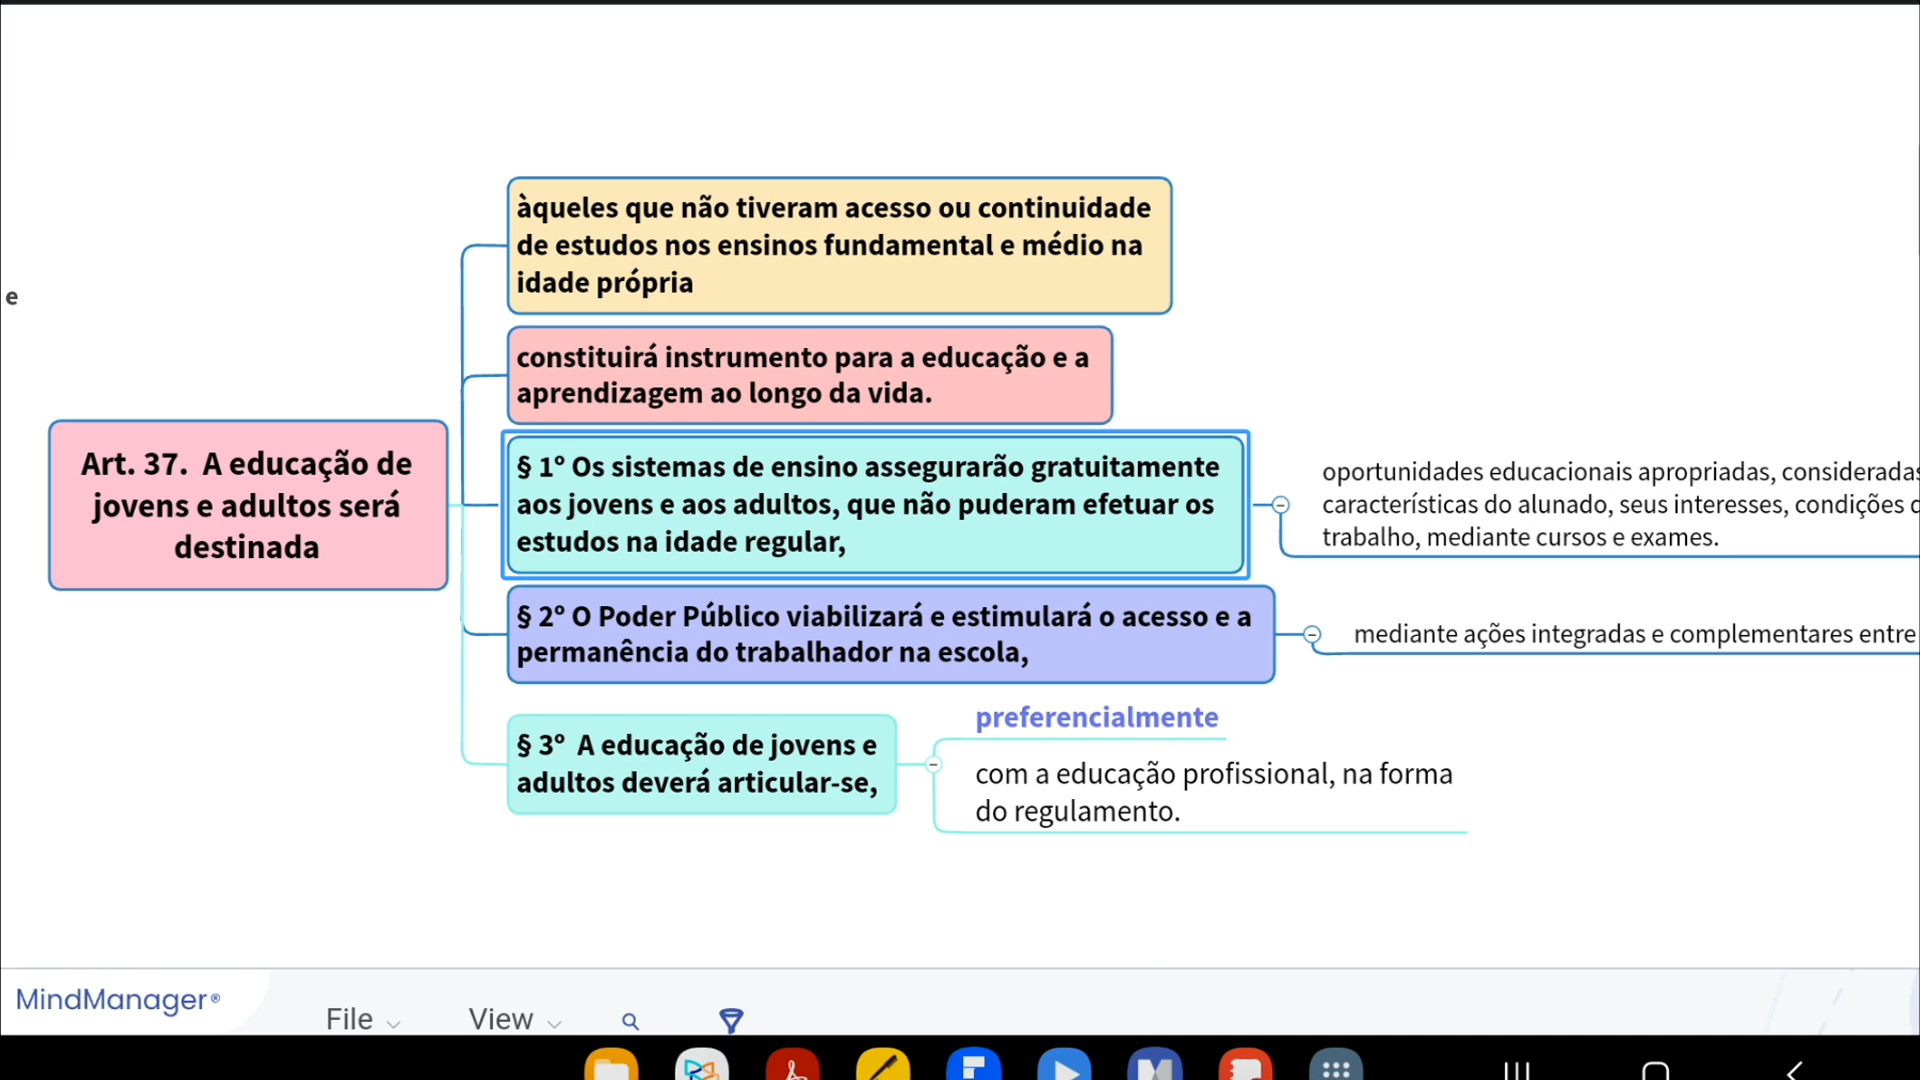 e
Art. 37.  A educação de
jovens e adultos será
destinada
àqueles que não tiveram acesso ou continuidade
de estudos nos ensinos fundamental e médio na
idade própria
constituirá instrumento para a educação e a
aprendizagem ao longo da vida.
§ 1º Os sistemas de ensino assegurarão gratuitamente
aos jovens e aos adultos, que não puderam efetuar os
estudos na idade regular,
oportunidades educacionais apropriadas, consideradas
características do alunado, seus interesses, condições
trabalho, mediante cursos e exames.
§ 2º O Poder Público viabilizará e estimulará o acesso e a
permanência do trabalhador na escola,
mediante ações integradas e complementares entre
§ 3º  A educação de jovens e
adultos deverá articular-se,
preferencialmente
com a educação profissional, na forma
do regulamento.
MindManager®
File
View